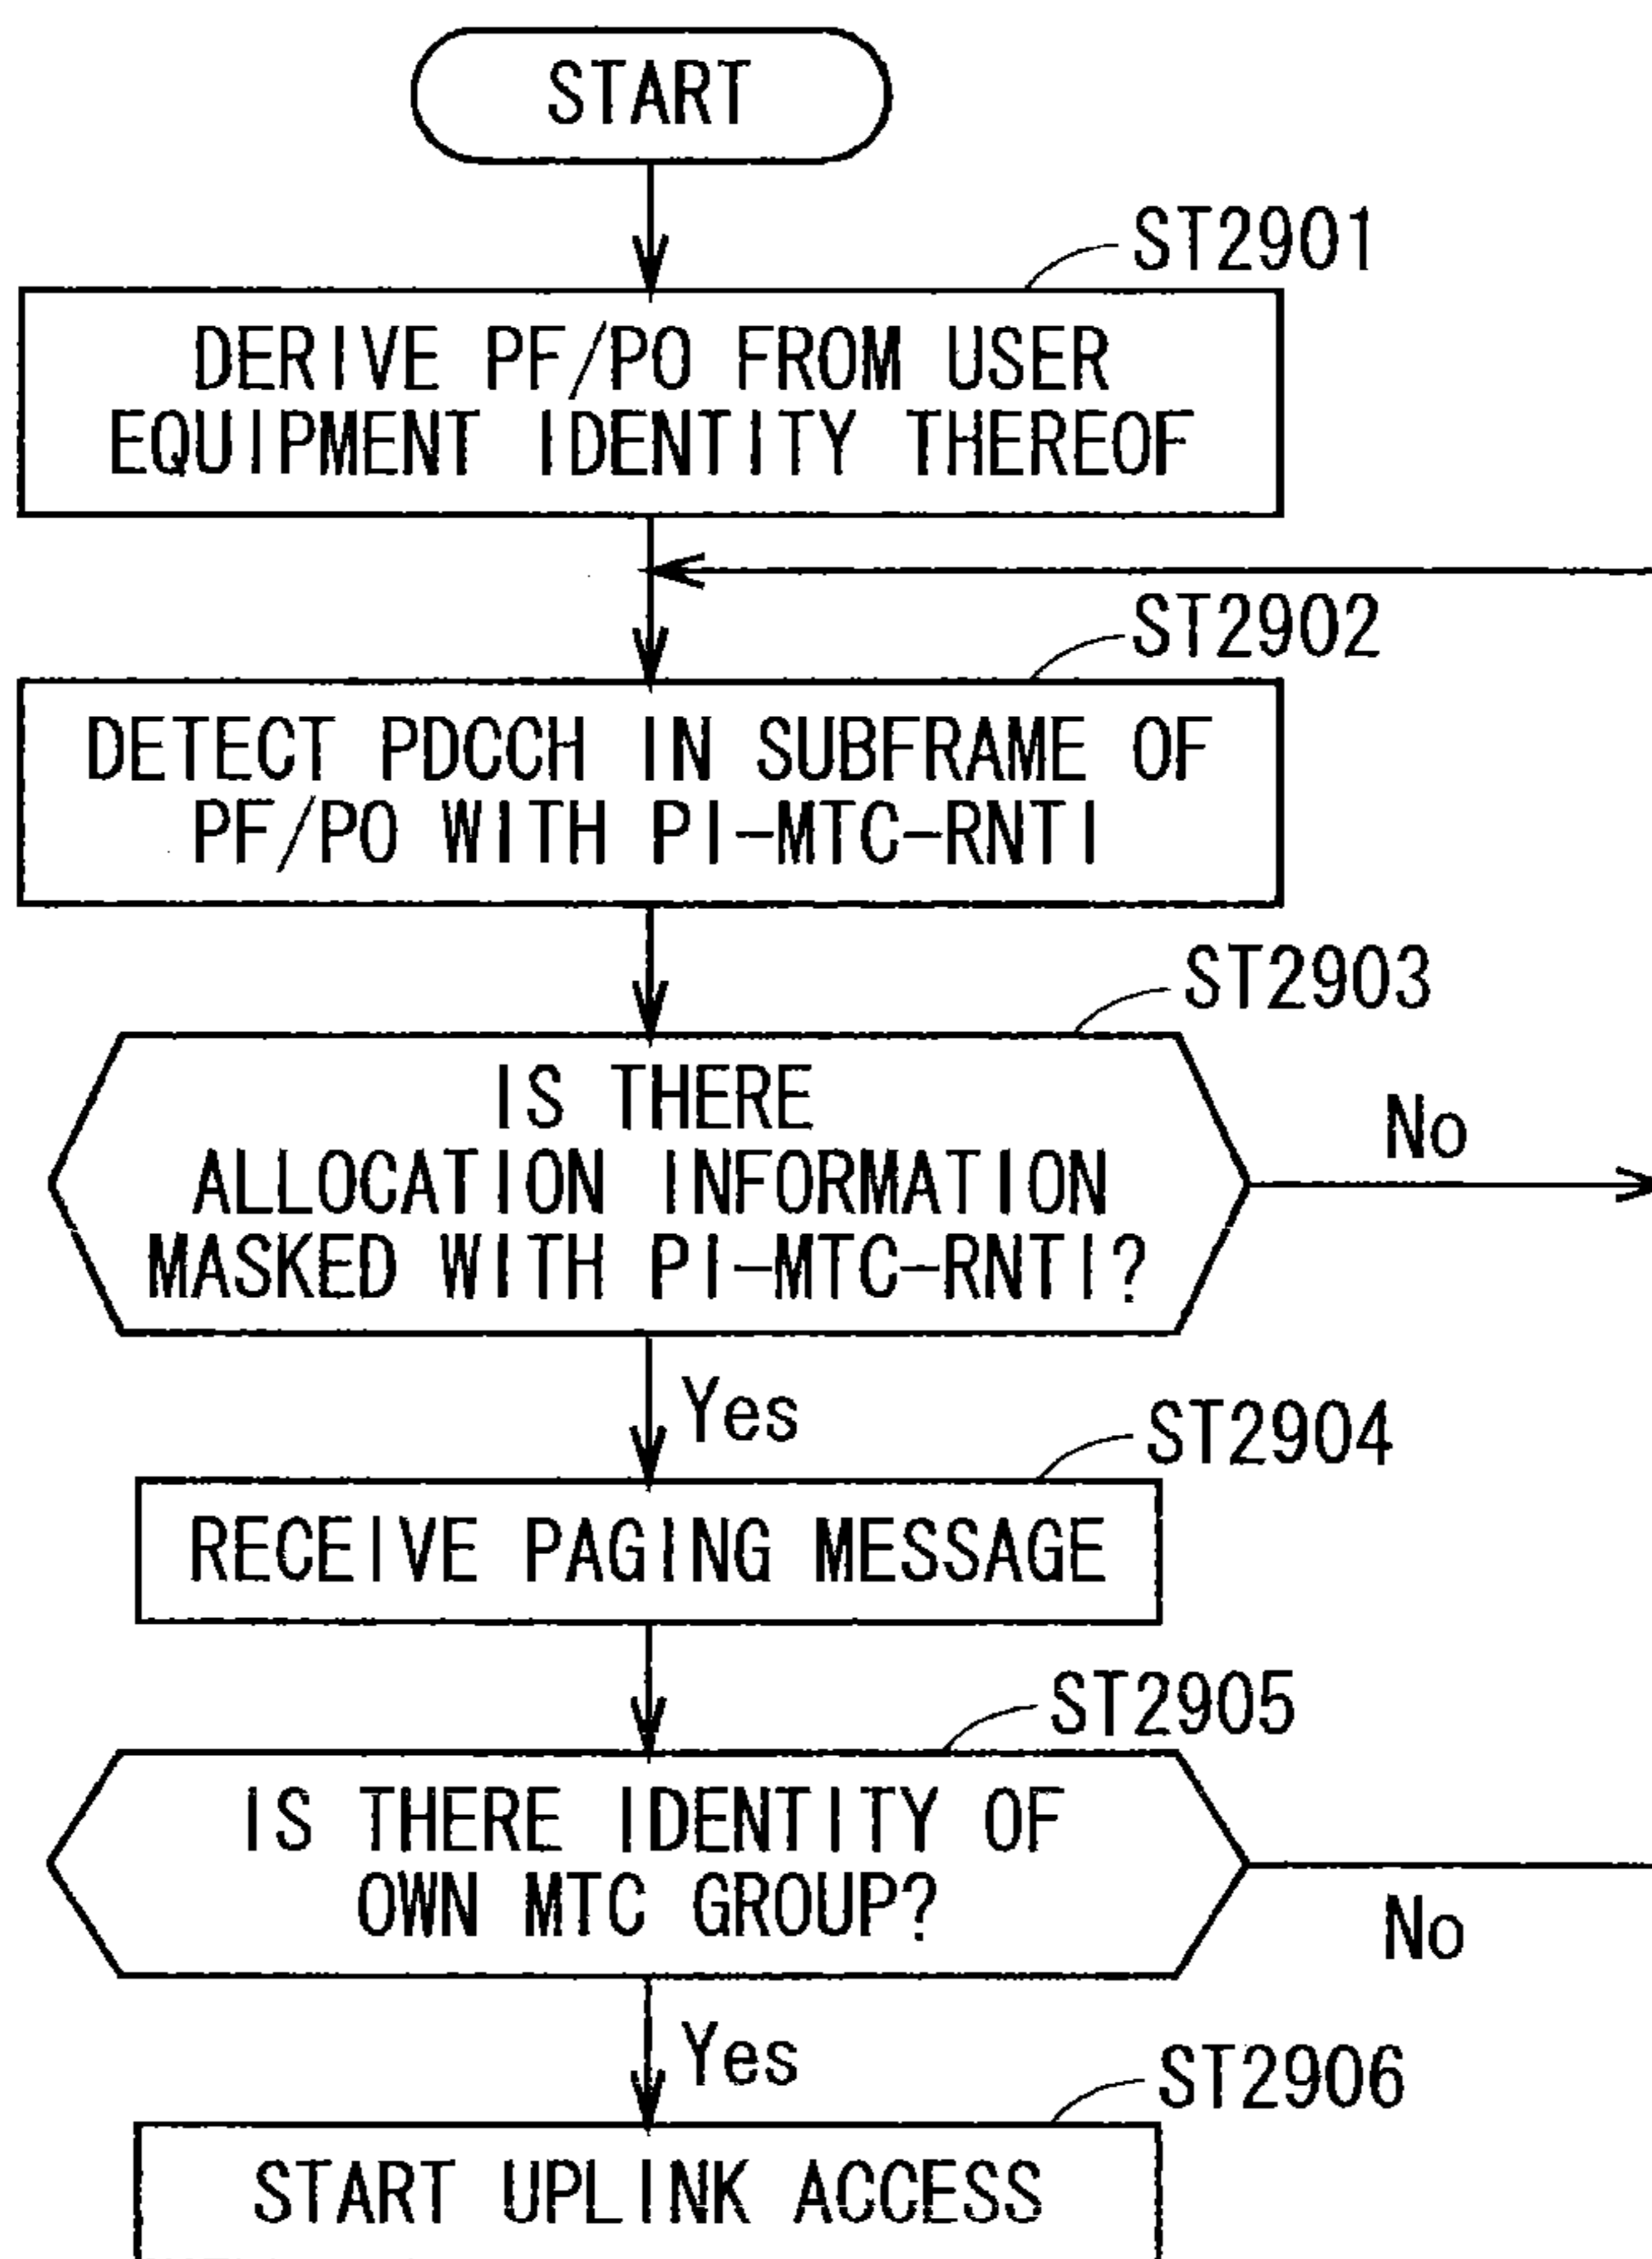 START
ST2901
DERIVE PF/PO FROM USER
EQUIPMENT IDENTITY THEREOF
ST2902
DETECT PDCCH IN SUBFRAME OF
PF/PO WITH PI-MTC-RNTI
ST2903
IS THERE
ALLOCATION INFORMATION
MASKED WITH PI-MTC-RNTI?
No
Yes
ST2904
RECEIVE PAGING MESSAGE
ST2905
IS THERE IDENTITY OF
OWN MTC GROUP?
No
Yes
ST2906
START UPLINK ACCESS